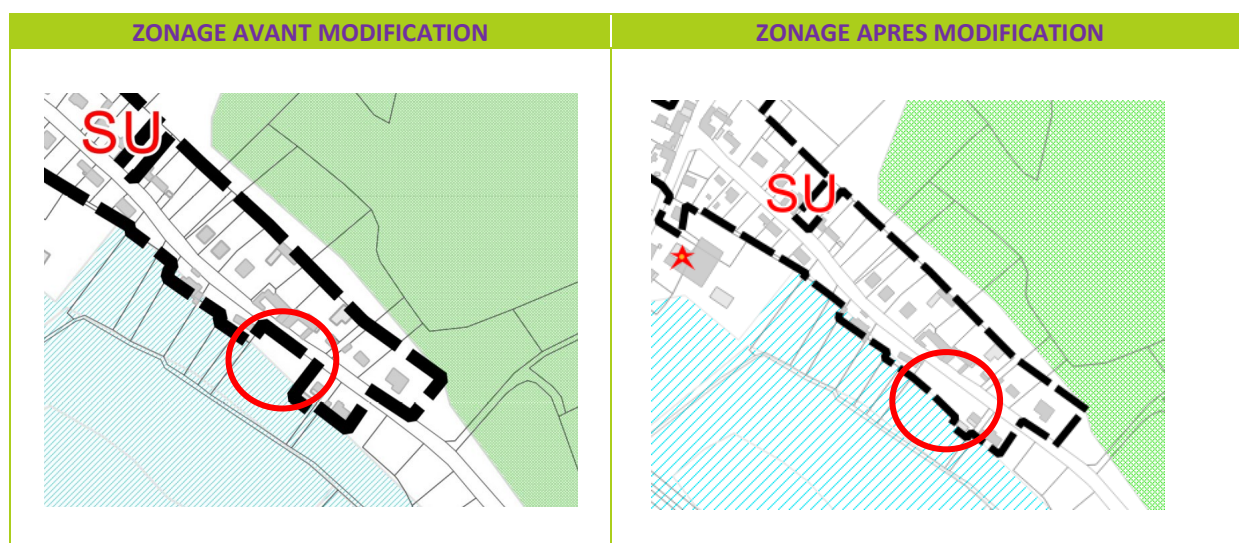 ZONAGE AVANT MODIFICATION
ZONAGE APRES MODIFICATION
SU
SU